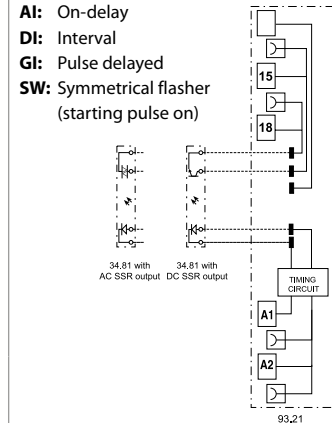 AI: On-delay
DI: Interval
GI: Pulse delayed
SW: Symmetrical flasher
(starting pulse on)
15
18
34.81 with
AC SSR output
34.81 with
DC SSR output
TIMING
CIRCUIT
A1
A2
93.21